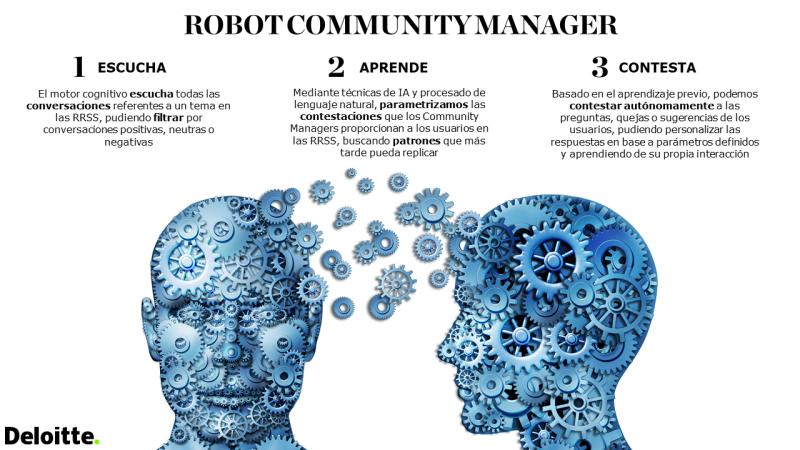 ROBOT COMMUNITY MANAGER
1 ESCUCHA
El motor cognitivo escucha todas las
conversaciones referentes a un tema en
las RRSS, pudiendo filtrar por
conversaciones positivas, neutras o
negativas
2 APRENDE
Mediante técnicas de IA y procesado de
lenguaje natural, parametrizamos las
contestaciones que los Community
Managers proporcionan a los usuarios en
las RRSS, buscando patrones que más
tarde pueda replicar
3 CONTESTA
Basado en el aprendizaje previo, podemos
contestar autónomamente a las
preguntas, quejas o sugerencias de los
usuarios, pudiendo personalizar las
respuestas en base a parámetros definidos
y aprendiendo de su propia interacción
Deloitte.